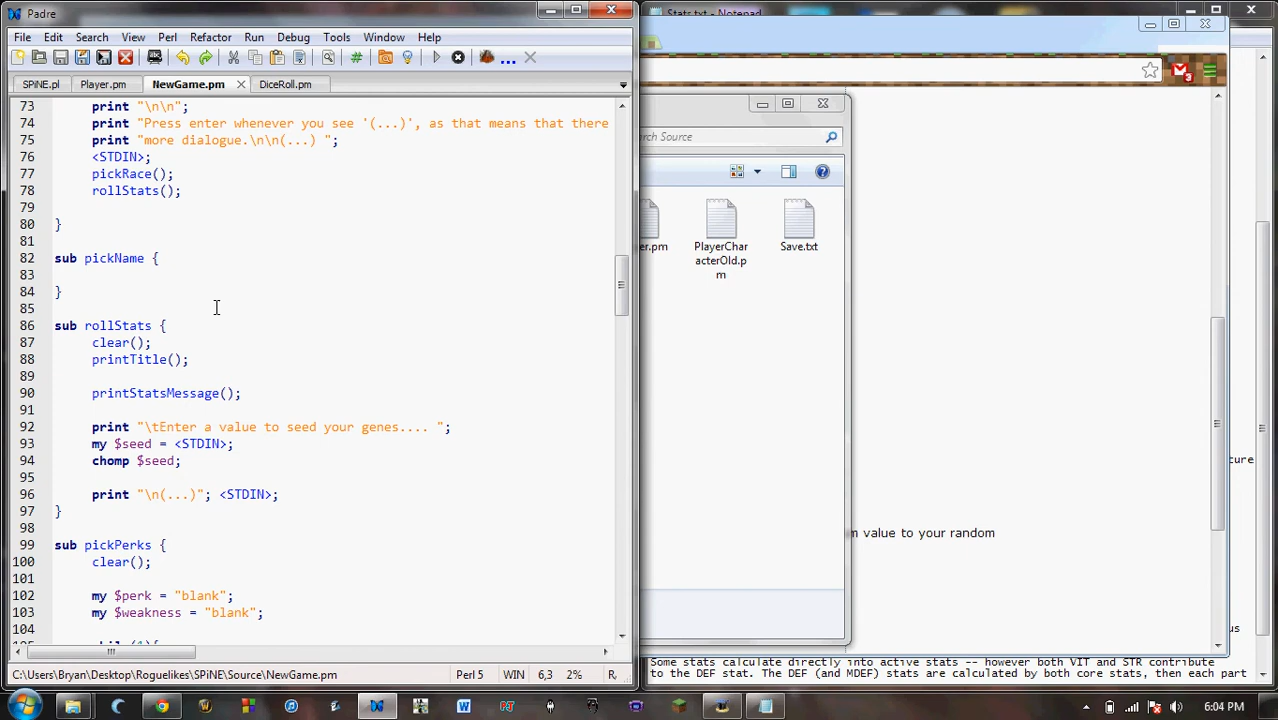 Padre
Stats.txt - Notepad
File Edit Search View Perl Refactor Run Debug Tools Window Help
SPiNE.pl Player.pm NewGame.pm DiceRoll.pm
73 print "\n\n";
74 print "Press enter whenever you see '(...)', as that means that there
75 print "more dialogue.\n\n(...) ";
76 <STDIN>;
77 pickRace();
78 rollStats();
79
80 }
81
82 sub pickName {
83
84 }
85
86 sub rollStats {
87 clear();
88 printTitle();
89
90 printStatsMessage();
91
92 print "\tEnter a value to seed your genes.... ";
93 my $seed = <STDIN>;
94 chomp $seed;
95
96 print "\n(...)"; <STDIN>;
97 }
98
99 sub pickPerks {
100 clear();
101
102 my $perk = "blank";
103 my $weakness = "blank";
104
C:\Users\Bryan\Desktop\Roguelikes\SPiNE\Source\NewGame.pm Perl 5 WIN 6,3 2%
3
rch Source
er.pm
PlayerCharacterOld.pm
Save.txt
value to your random
Some stats calculate directly into active stats -- however both VIT and STR contribute
to the DEF stat. The DEF (and MDEF) stats are calculated by both core stats, then each part
6:04 PM